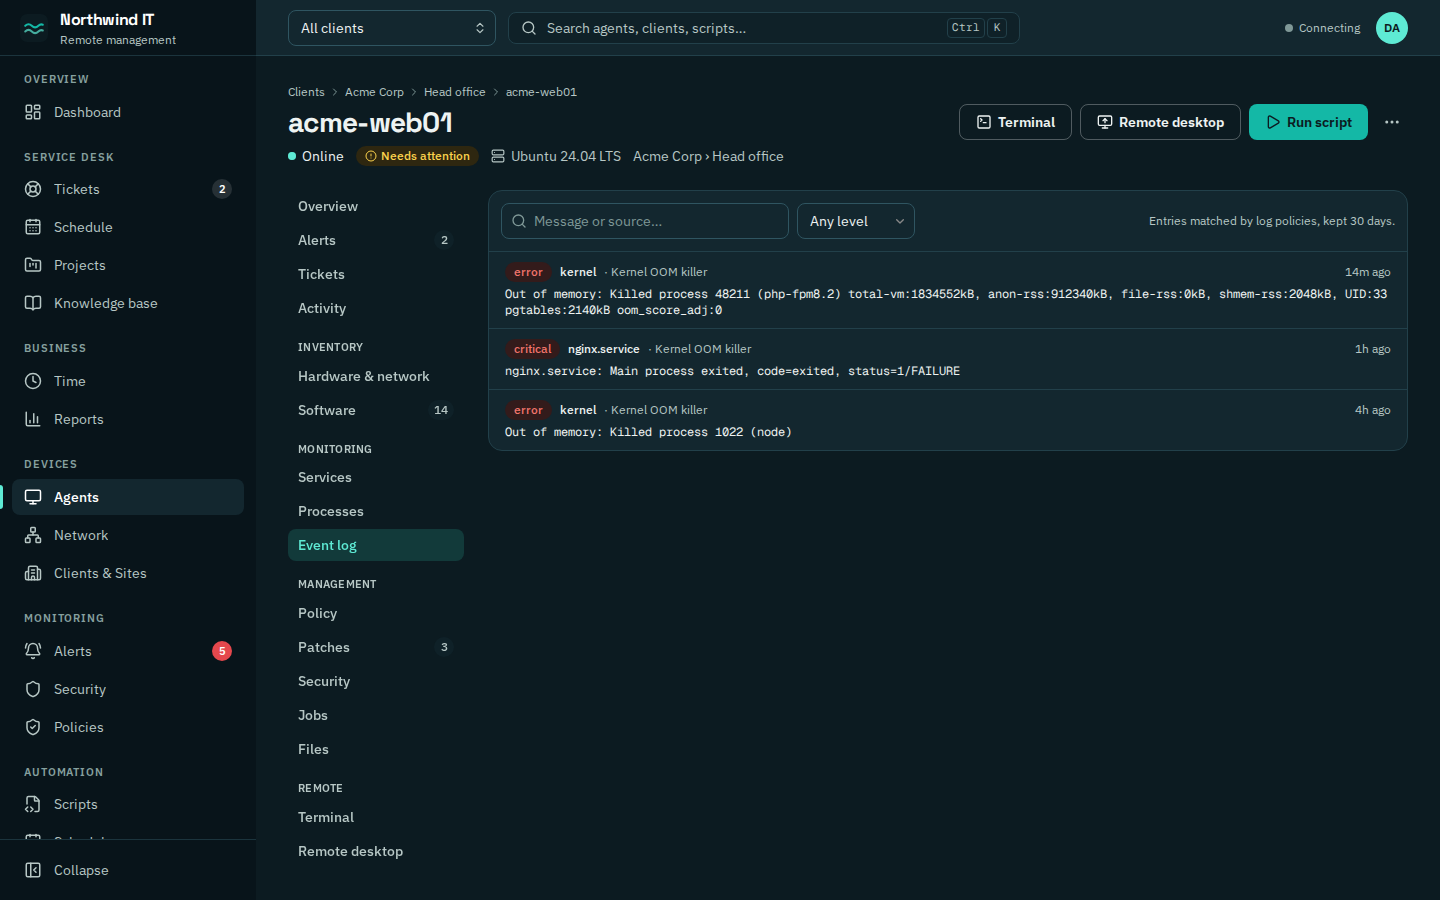 Northwind IT
Remote management
All clients
Search agents, clients, scripts...
Ctrl K
Connecting
DA
OVERVIEW
Dashboard
SERVICE DESK
Tickets 2
Schedule
Projects
Knowledge base
BUSINESS
Time
Reports
DEVICES
Agents
Network
Clients & Sites
MONITORING
Alerts 5
Security
Policies
AUTOMATION
Scripts
Collapse
Clients > Acme Corp > Head office > acme-web01
acme-web01
Online
Needs attention
Ubuntu 24.04 LTS
Acme Corp › Head office
Terminal
Remote desktop
Run script
Overview
Alerts 2
Tickets
Activity
INVENTORY
Hardware & network
Software 14
MONITORING
Services
Processes
Event log
MANAGEMENT
Policy
Patches 3
Security
Jobs
Files
REMOTE
Terminal
Remote desktop
Message or source...
Any level
Entries matched by log policies, kept 30 days.
error kernel · Kernel OOM killer 14m ago
Out of memory: Killed process 48211 (php-fpm8.2) total-vm:1834552kB, anon-rss:912340kB, file-rss:0kB, shmem-rss:2048kB, UID:33
pgtables:2140kB oom_score_adj:0
critical nginx.service · Kernel OOM killer 1h ago
nginx.service: Main process exited, code=exited, status=1/FAILURE
error kernel · Kernel OOM killer 4h ago
Out of memory: Killed process 1022 (node)